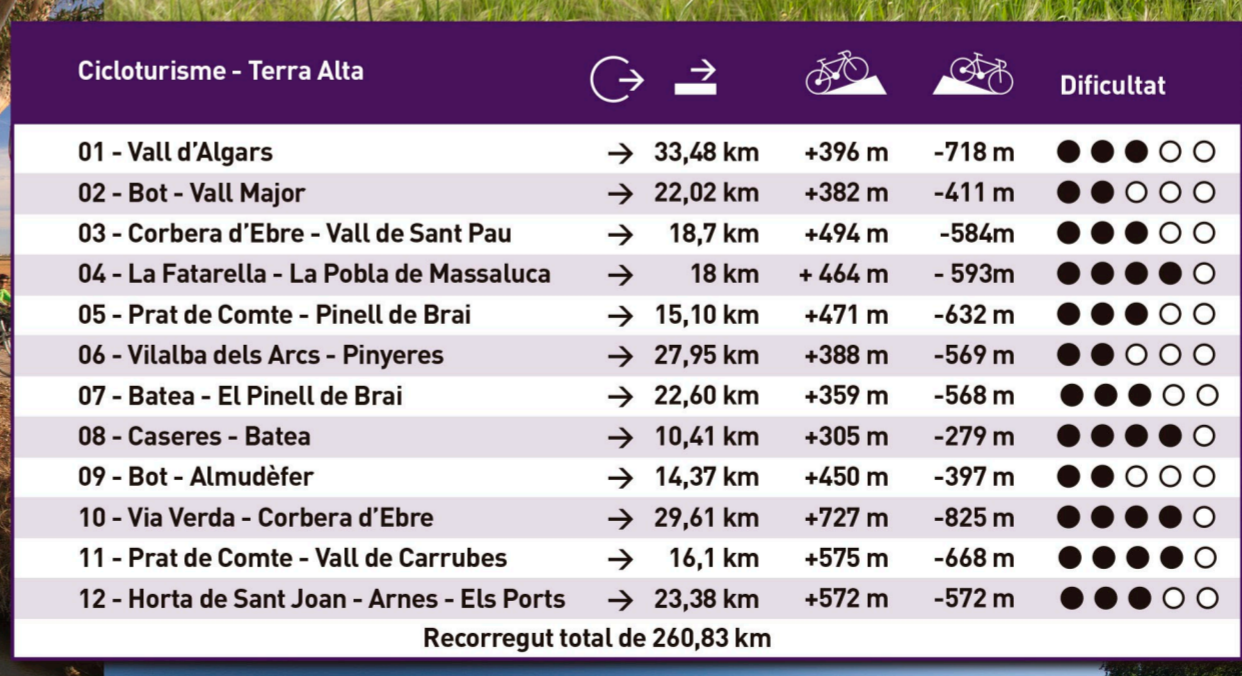 Cicloturisme - Terra Alta Dificultat
01 - Vall d'Algars → 33,48 km +396 m -718 m ●●●○○
02 - Bot - Vall Major → 22,02 km +382 m -411 m ●●○○○
03 - Corbera d'Ebre - Vall de Sant Pau → 18,7 km +494 m -584m ●●●○○
04 - La Fatarella - La Pobla de Massaluca → 18 km + 464 m - 593m ●●●●○
05 - Prat de Comte - Pinell de Brai → 15,10 km +471 m -632 m ●●●○○
06 - Vilalba dels Arcs - Pinyeres → 27,95 km +388 m -569 m ●●○○○
07 - Batea - El Pinell de Brai → 22,60 km +359 m -568 m ●●●○○
08 - Caseres - Batea → 10,41 km +305 m -279 m ●●●●○
09 - Bot - Almudèfer → 14,37 km +450 m -397 m ●●○○○
10 - Via Verda - Corbera d'Ebre → 29,61 km +727 m -825 m ●●●●○
11 - Prat de Comte - Vall de Carrubes → 16,1 km +575 m -668 m ●●●●○
12 - Horta de Sant Joan - Arnes - Els Ports → 23,38 km +572 m -572 m ●●●○○
Recorregut total de 260,83 km